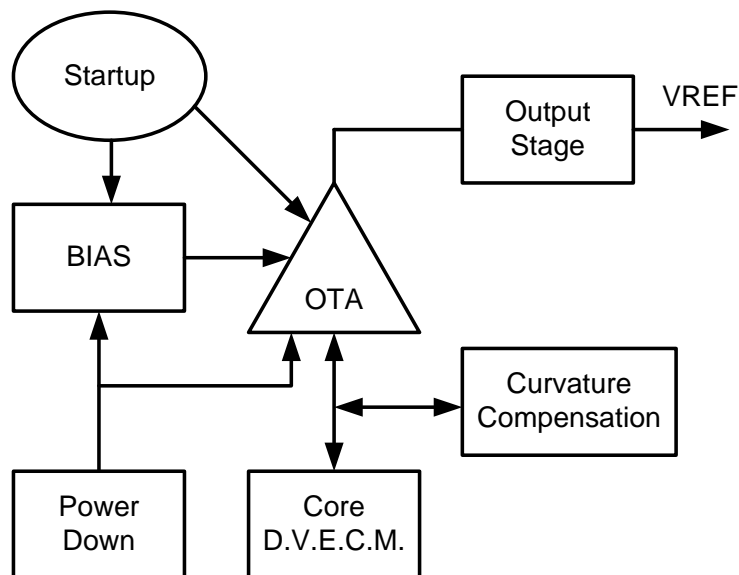 Startup
Output
Stage
VREF
BIAS
OTA
Curvature
Compensation
Power
Down
Core
D.V.E.C.M.